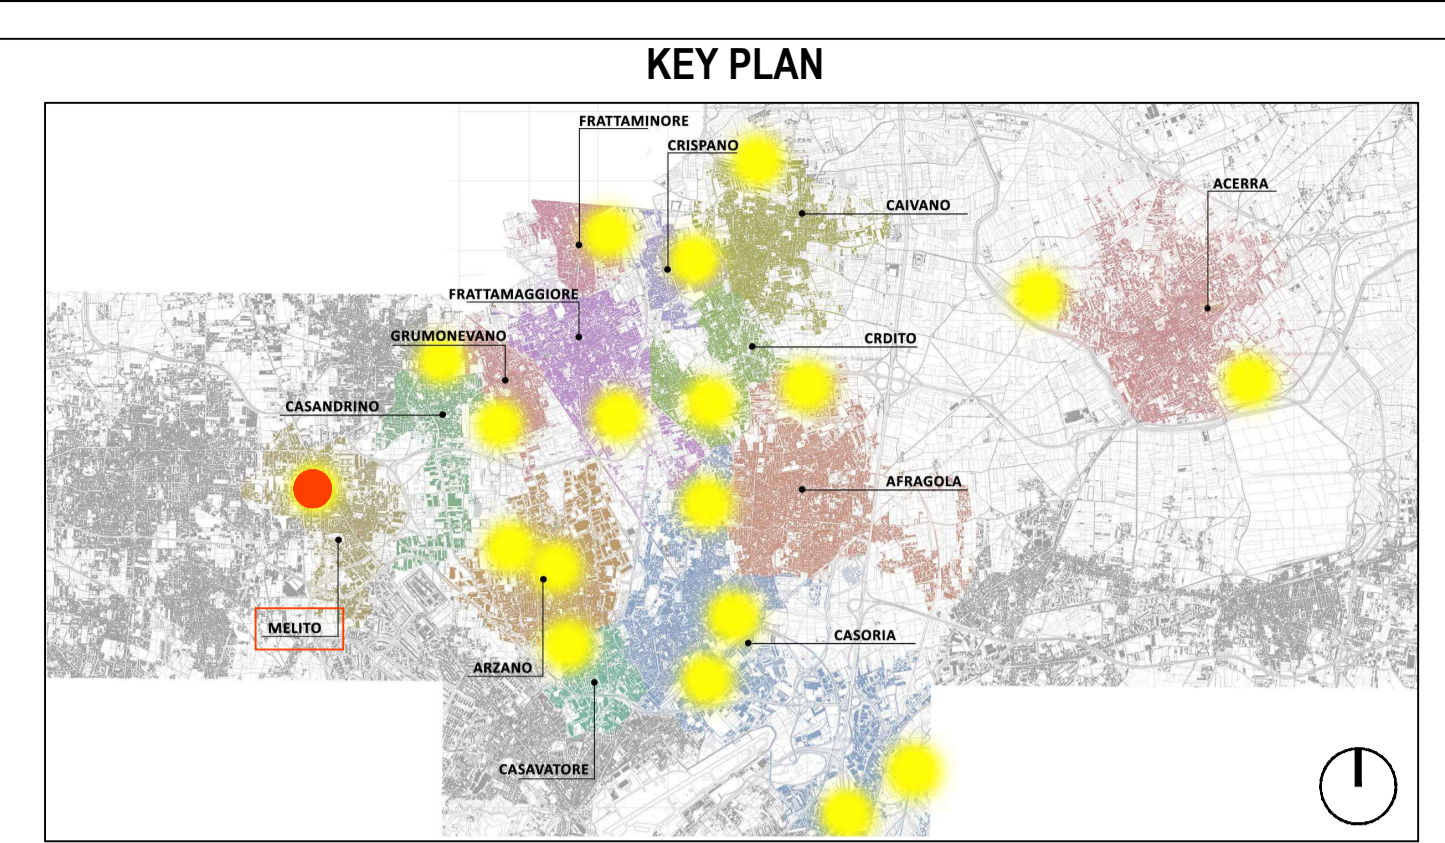 KEY PLAN
FRATTAMINORE
CRISPANO
ACERRA
CAIVANO
FRATTAMAGGIORE
GRUMONEVANO
CRDITO
CASANDRINO
AFRAGOLA
MELITO
CASORIA
ARZANO
CASAVATORE